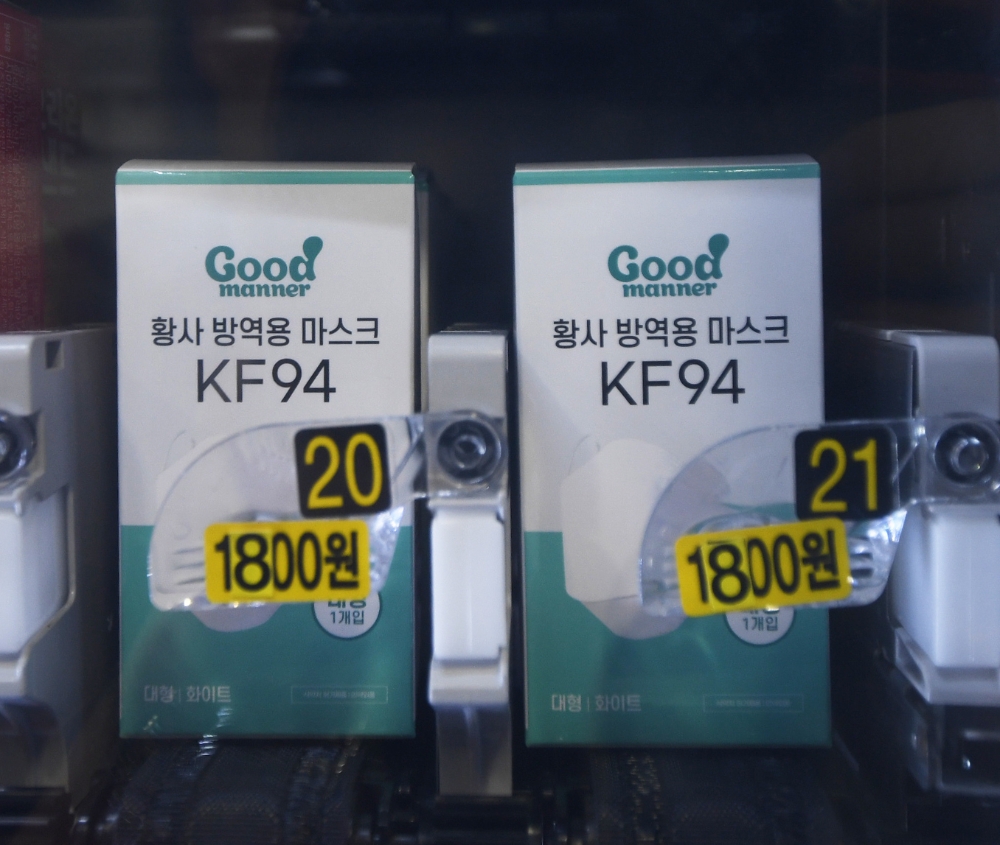 Good
manner
황사 방역용 마스크
KF94
20
1800원
1개입
대형 | 화이트
Good
manner
황사 방역용 마스크
KF94
21
1800원
1개입
대형 | 화이트